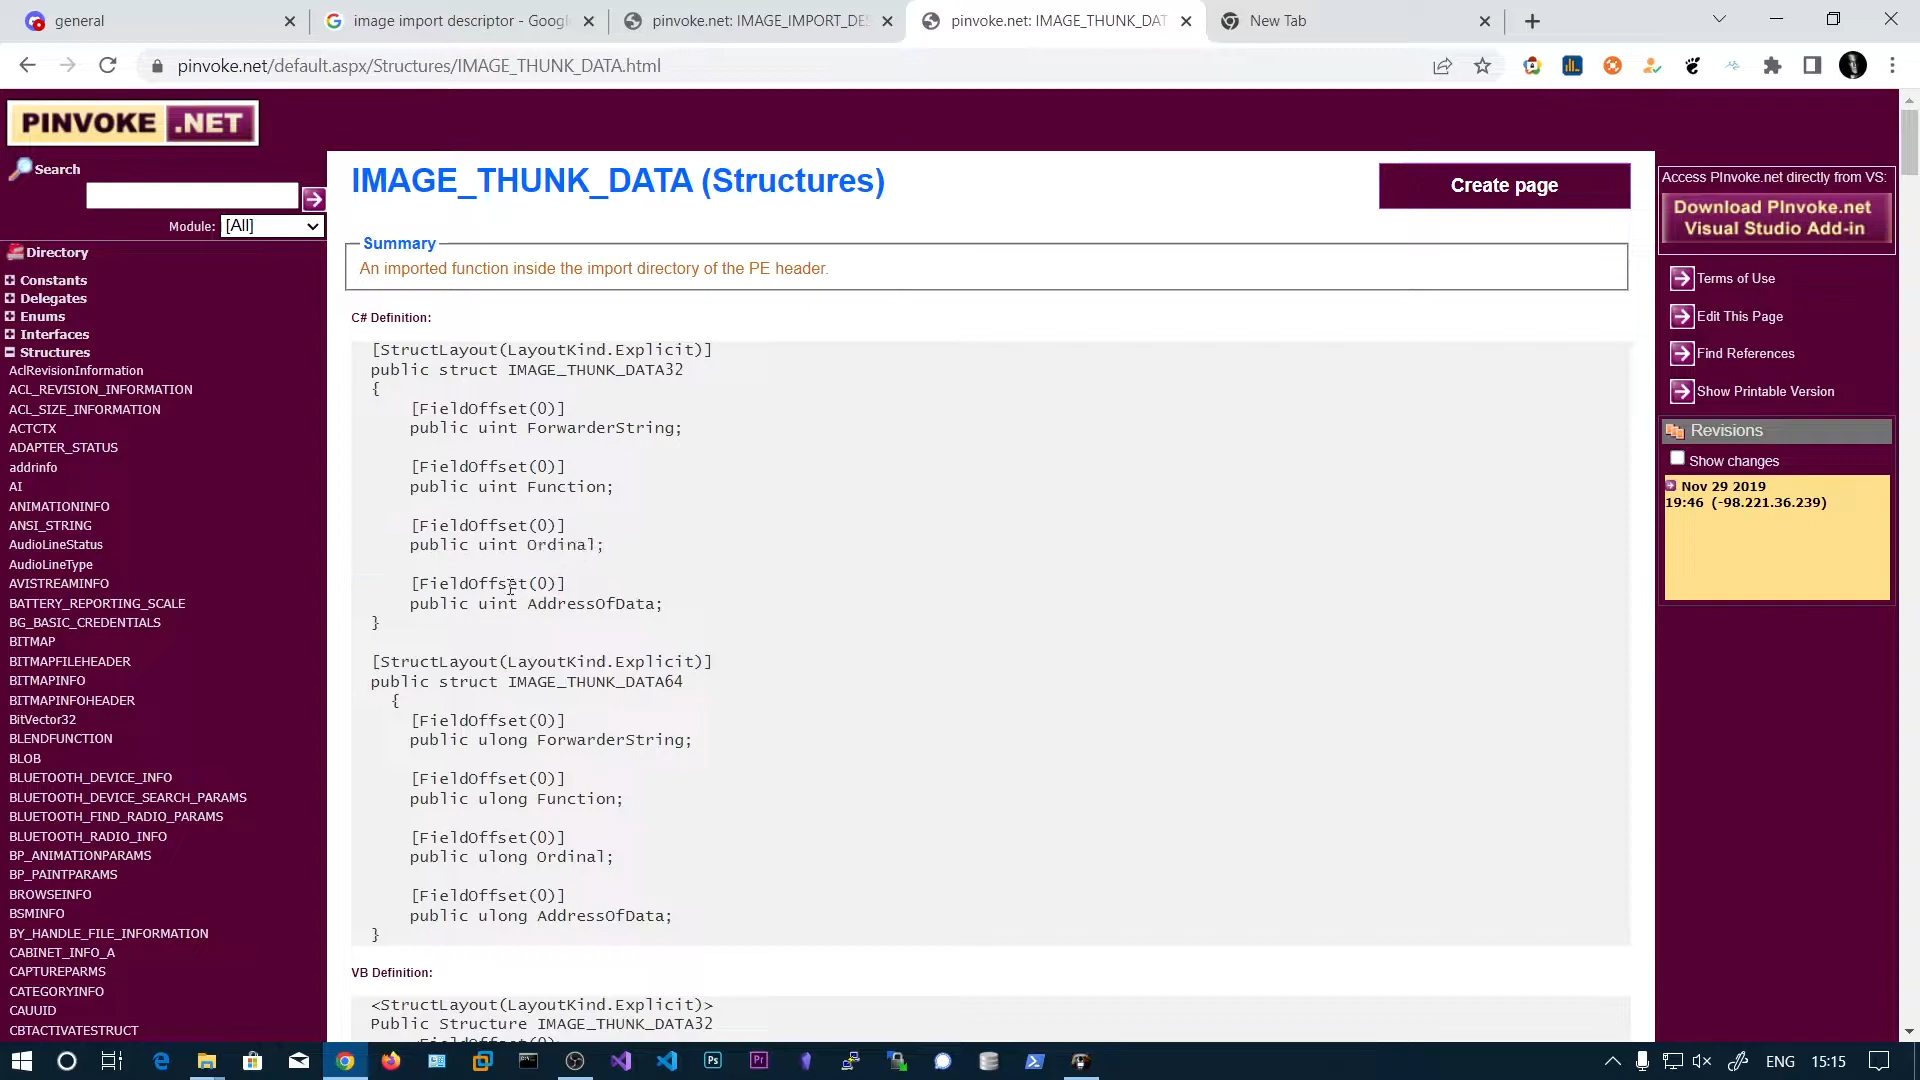 general
image import descriptor - Google
pinvoke.net: IMAGE_IMPORT_DES
pinvoke.net: IMAGE_THUNK_DAT
New Tab
pinvoke.net/default.aspx/Structures/IMAGE_THUNK_DATA.html
PINVOKE .NET
Search
Module: [All]
Directory
Constants
Delegates
Enums
Interfaces
Structures
AclRevisionInformation
ACL_REVISION_INFORMATION
ACL_SIZE_INFORMATION
ACTCTX
ADAPTER_STATUS
addrinfo
AI
ANIMATIONINFO
ANSI_STRING
AudioLineStatus
AudioLineType
AVISTREAMINFO
BATTERY_REPORTING_SCALE
BG_BASIC_CREDENTIALS
BITMAP
BITMAPFILEHEADER
BITMAPINFO
BITMAPINFOHEADER
BitVector32
BLENDFUNCTION
BLOB
BLUETOOTH_DEVICE_INFO
BLUETOOTH_DEVICE_SEARCH_PARAMS
BLUETOOTH_FIND_RADIO_PARAMS
BLUETOOTH_RADIO_INFO
BP_ANIMATIONPARAMS
BP_PAINTPARAMS
BROWSEINFO
BSMINFO
BY_HANDLE_FILE_INFORMATION
CABINET_INFO_A
CAPTUREPARMS
CATEGORYINFO
CAUUID
CBTACTIVATESTRUCT
IMAGE_THUNK_DATA (Structures)
Create page
Summary
An imported function inside the import directory of the PE header.
C# Definition:
[StructLayout(LayoutKind.Explicit)]
public struct IMAGE_THUNK_DATA32
{
[FieldOffset(0)]
public uint ForwarderString;
[FieldOffset(0)]
public uint Function;
[FieldOffset(0)]
public uint Ordinal;
[FieldOffset(0)]
public uint AddressOfData;
}
[StructLayout(LayoutKind.Explicit)]
public struct IMAGE_THUNK_DATA64
{
[FieldOffset(0)]
public ulong ForwarderString;
[FieldOffset(0)]
public ulong Function;
[FieldOffset(0)]
public ulong Ordinal;
[FieldOffset(0)]
public ulong AddressOfData;
}
VB Definition:
<StructLayout(LayoutKind.Explicit)>
Public Structure IMAGE_THUNK_DATA32
<FieldOffset(0)>
Access PInvoke.net directly from VS:
Download PInvoke.net
Visual Studio Add-in
Terms of Use
Edit This Page
Find References
Show Printable Version
Revisions
Show changes
Nov 29 2019
19:46 (-98.221.36.239)
Ps
Pr
ENG
15:15